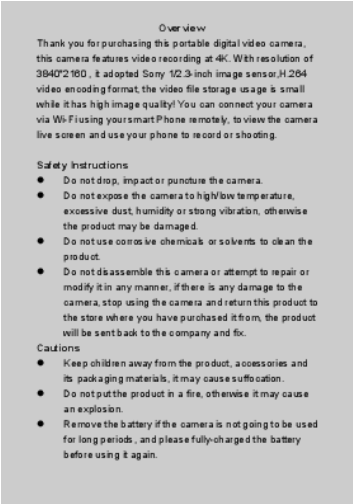 Overview
Thank you for purchasing this portable digital video camera,
this camera features video recording at 4K. With resolution of
3840*2160 , it adopted Sony 1/2.3-inch image sensor,H.264
video encoding format, the video file storage usage is small
while it has high image quality! You can connect your camera
via Wi-Fi using your smart Phone remotely, to view the camera
live screen and use your phone to record or shooting.
Safety Instructions
● Do not drop, impact or puncture the camera.
● Do not expose the camera to high/low temperature,
excessive dust, humidity or strong vibration, otherwise
the product may be damaged.
● Do not use corrosive chemicals or solvents to clean the
product.
● Do not disassemble this camera or attempt to repair or
modify it in any manner, if there is any damage to the
camera, stop using the camera and return this product to
the store where you have purchased it from, the product
will be sent back to the company and fix.
Cautions
● Keep children away from the product, accessories and
its packaging materials, it may cause suffocation.
● Do not put the product in a fire, otherwise it may cause
an explosion.
● Remove the battery if the camera is not going to be used
for long periods, and please fully-charged the battery
before using it again.